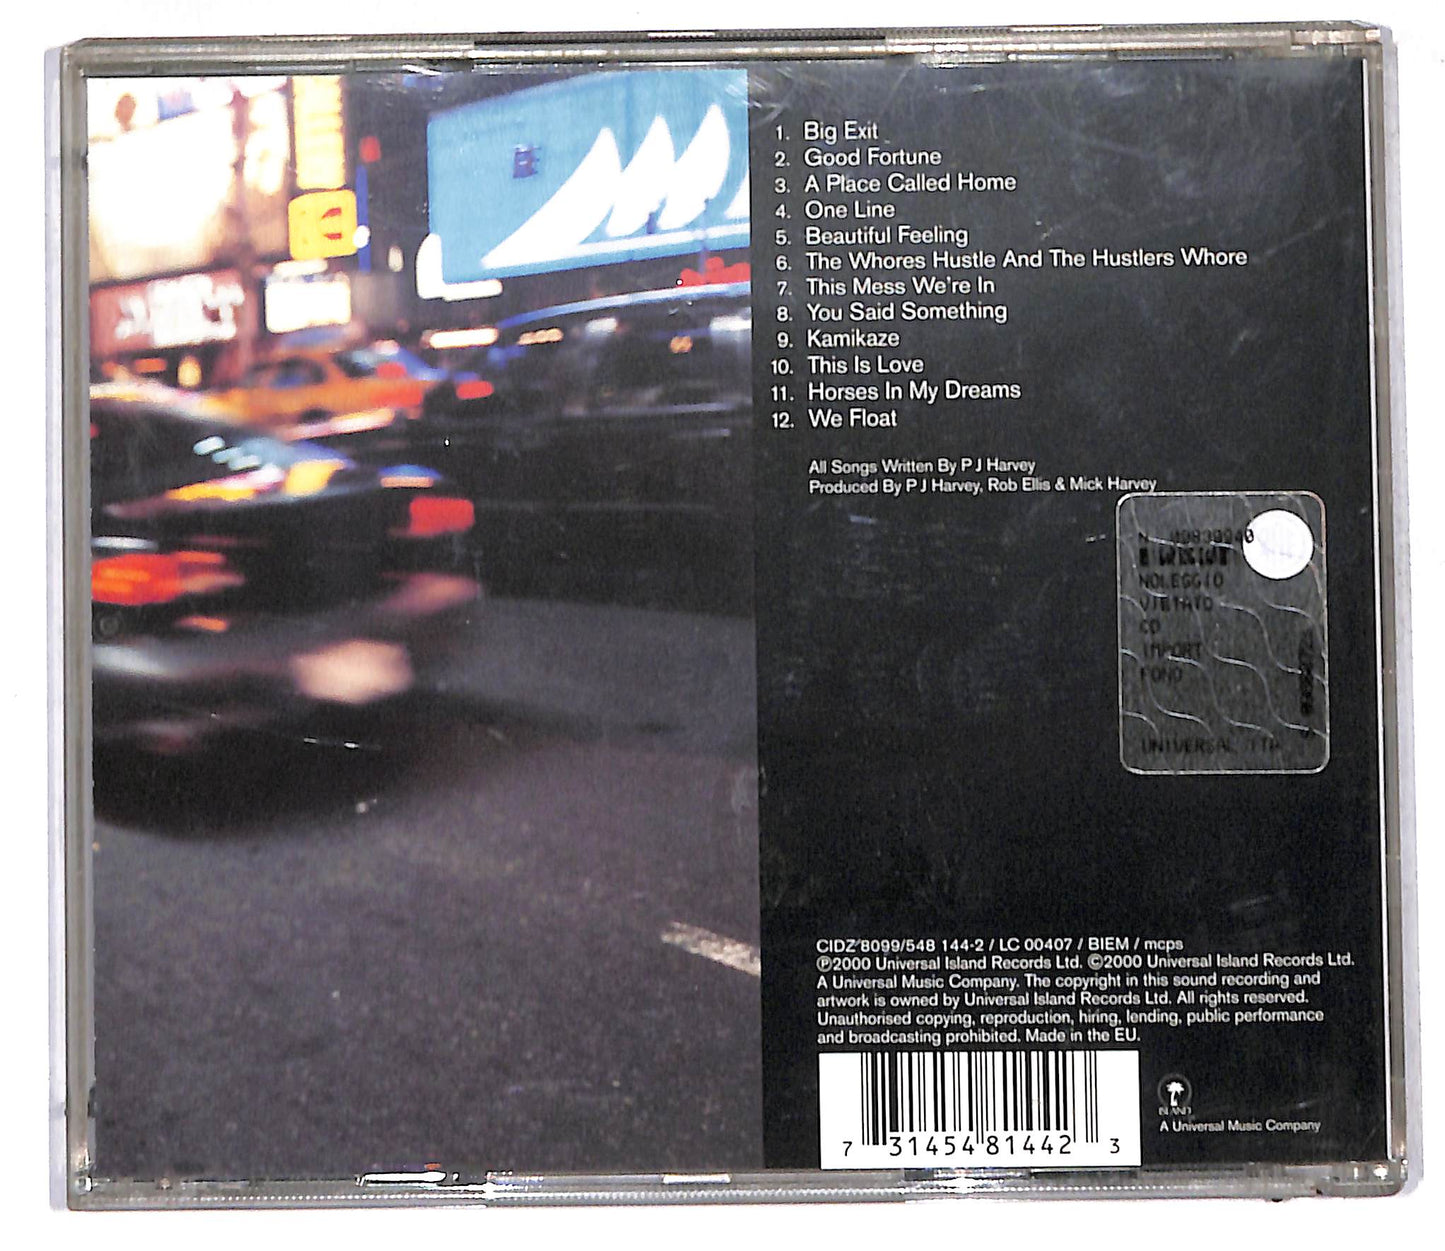 1. Big Exit
2. Good Fortune
3. A Place Called Home
4. One Line
5. Beautiful Feeling
6. The Whores Hustle And The Hustlers Whore
7. This Mess We're In
8. You Said Something
9. Kamikaze
10. This Is Love
11. Horses In My Dreams
12. We Float
All Songs Written By P J Harvey
Produced By P J Harvey, Rob Ellis & Mick Harvey
NOLEGGIO
VIETATO
CD
IMPORT
FONO
UNIVERSAL ITA
CIDZ 8099/548 144-2 / LC 00407 / BIEM / mcps
℗2000 Universal Island Records Ltd. ©2000 Universal Island Records Ltd.
A Universal Music Company. The copyright in this sound recording and
artwork is owned by Universal Island Records Ltd. All rights reserved.
Unauthorised copying, reproduction, hiring, lending, public performance
and broadcasting prohibited. Made in the EU.
7 31454 81442 3
ISLAND
A Universal Music Company